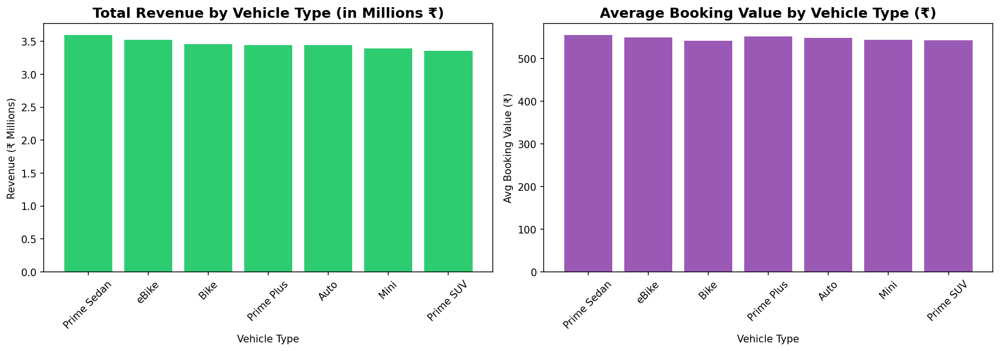 Total Revenue by Vehicle Type (in Millions ₹)
Revenue (₹ Millions)
3.5
3.0
2.5
2.0
1.5
1.0
0.5
0.0
Prime Sedan
eBike
Bike
Prime Plus
Auto
Mini
Prime SUV
Vehicle Type
Average Booking Value by Vehicle Type (₹)
Avg Booking Value (₹)
500
400
300
200
100
0
Prime Sedan
eBike
Bike
Prime Plus
Auto
Mini
Prime SUV
Vehicle Type